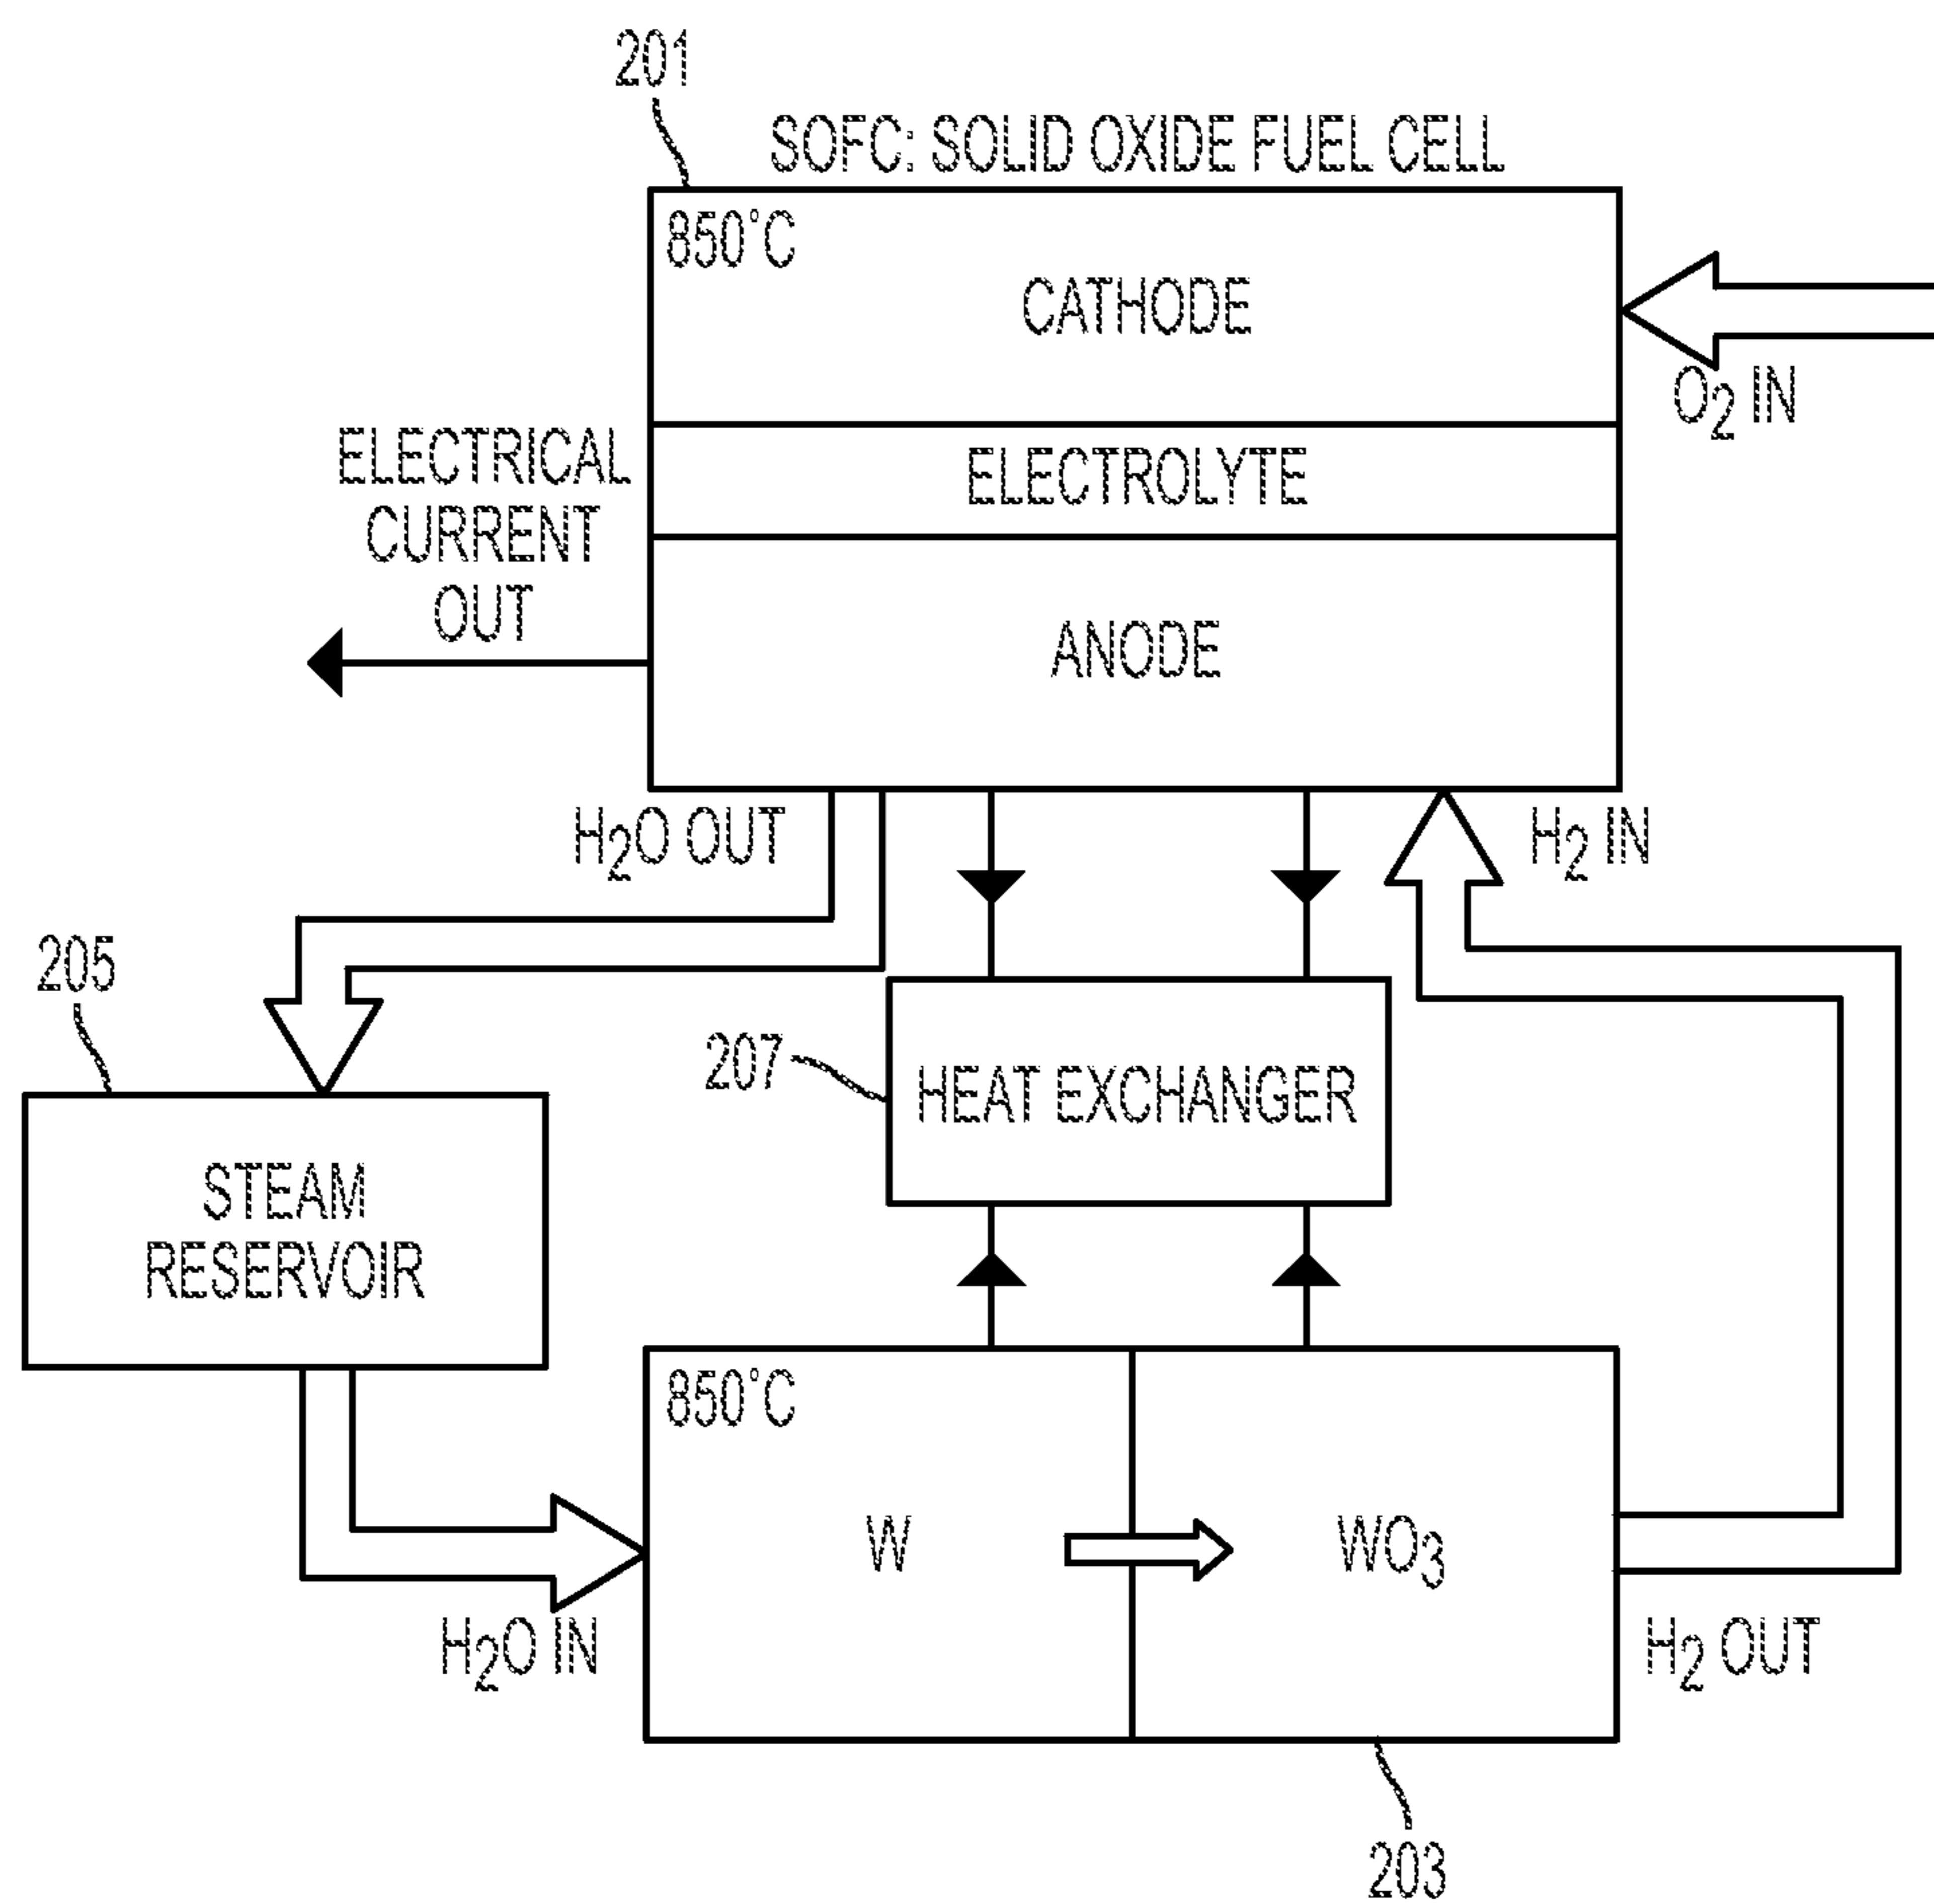 201
SOFC: SOLID OXIDE FUEL CELL
850°C
CATHODE
O2 IN
ELECTROLYTE
ELECTRICAL
CURRENT
OUT
ANODE
H2O OUT
H2 IN
205
207
HEAT EXCHANGER
STEAM
RESERVOIR
850°C
W
WO3
H2O IN
H2 OUT
203